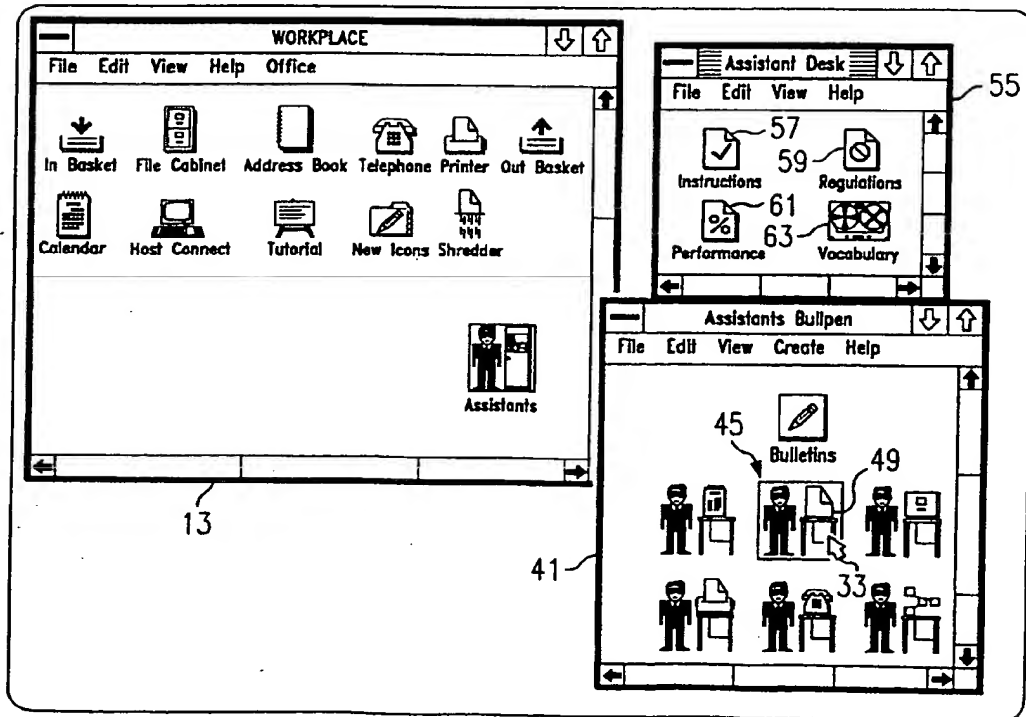 WORKPLACE
File Edit View Help Office
In Basket File Cabinet Address Book Telephone Printer Out Basket
Calendar Host Connect Tutorial New Icons Shredder
Assistants
13
Assistant Desk
File Edit View Help
55
57
59
Instructions Regulations
61
63
%
Performance Vocabulary
Assistants Bullpen
File Edit View Create Help
45
Bulletins
49
41
33